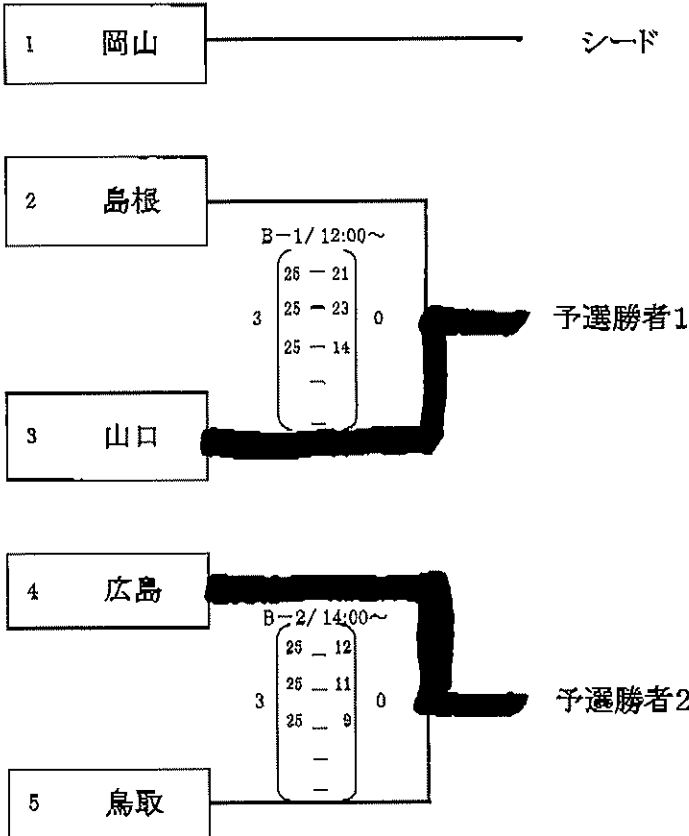 1 岡山 シード
2 島根
B-1/12:00～
25 - 21
3 25 - 23 0
25 - 14
-
-
予選勝者1
3 山口
4 広島
B-2/14:00～
25 - 12
25 - 11
3 0
25 - 9
-
-
予選勝者2
5 鳥取